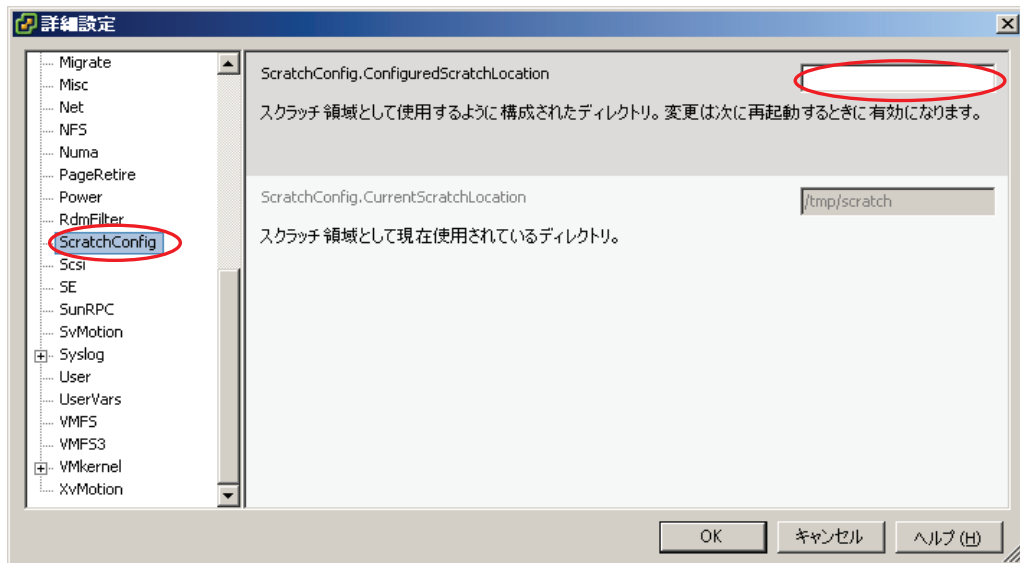 詳細設定
Migrate
Misc
Net
NFS
Numa
PageRetire
Power
RdmFilter
ScratchConfig
Scsi
SE
SunRPC
SvMotion
Syslog
User
UserVars
VMFS
VMFS3
VMkernel
XvMotion
ScratchConfig.ConfiguredScratchLocation
スクラッチ領域として使用するように構成されたディレクトリ。変更は次に再起動するときに有効になります。
ScratchConfig.CurrentScratchLocation
/tmp/scratch
スクラッチ領域として現在使用されているディレクトリ。
OK
キャンセル
ヘルプ(H)